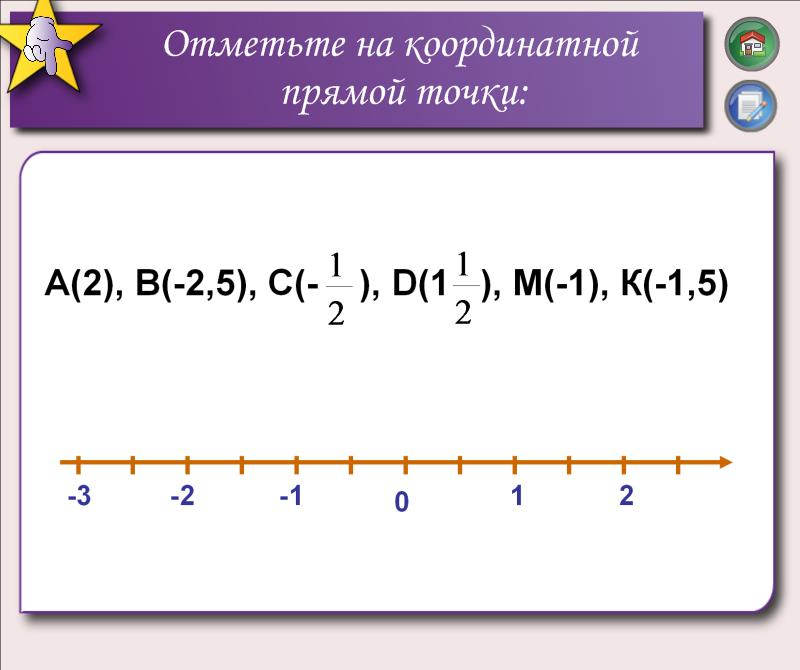 Отметьте на координатной
прямой точки:
А(2), В(-2,5), С(-1/2), D(1 1/2), М(-1), К(-1,5)
-3 -2 -1 0 1 2